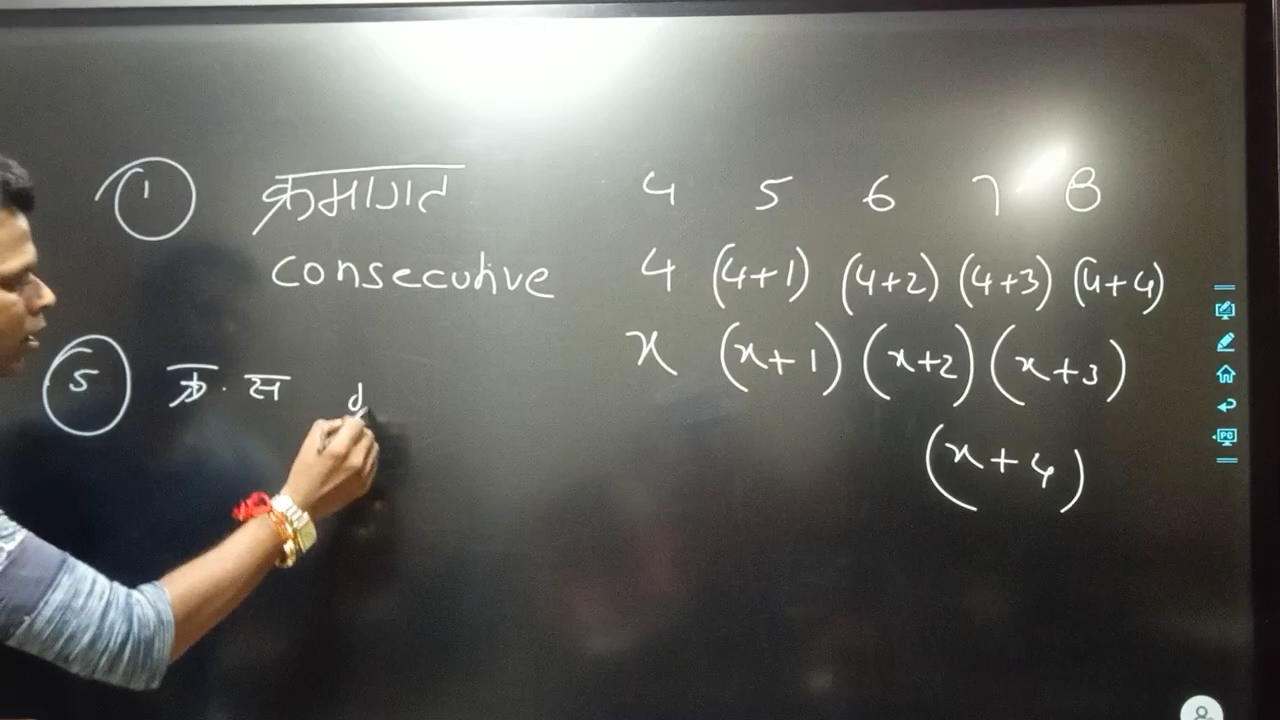 1 क्रमागत 4 5 6 7 8
consecutive 4 (4+1) (4+2) (4+3) (4+4)
x (x+1) (x+2) (x+3)
5 क्र. स d
(x+4)
PC